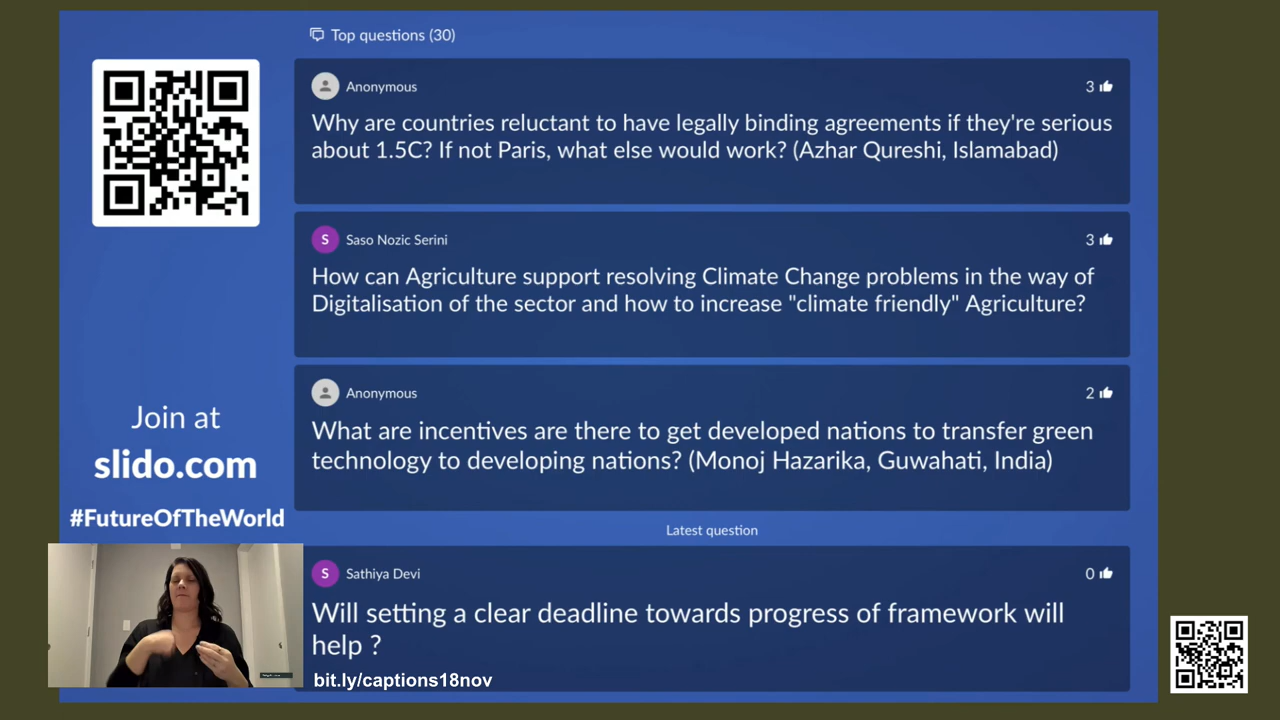 Top questions (30)
Anonymous
3
Why are countries reluctant to have legally binding agreements if they're serious
about 1.5C? If not Paris, what else would work? (Azhar Qureshi, Islamabad)
S
Saso Nozic Serini
3
How can Agriculture support resolving Climate Change problems in the way of
Digitalisation of the sector and how to increase "climate friendly" Agriculture?
Anonymous
2
What are incentives are there to get developed nations to transfer green
technology to developing nations? (Monoj Hazarika, Guwahati, India)
Join at
slido.com
#FutureOfTheWorld
Latest question
S
Sathiya Devi
0
Will setting a clear deadline towards progress of framework will
help ?
bit.ly/captions18nov